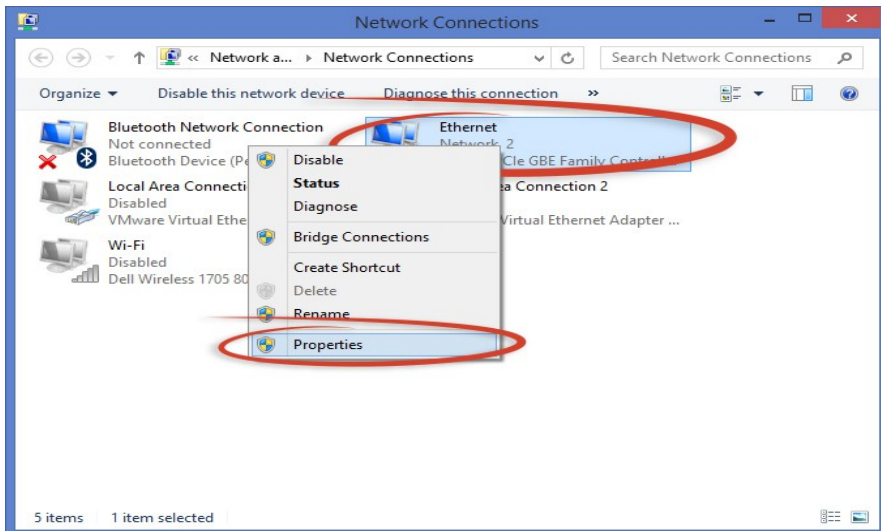 Network Connections
« Network a... Network Connections
Search Network Connections
Organize
Disable this network device
Diagnose this connection
»
Bluetooth Network Connection
Not connected
Bluetooth Device (Pe
Ethernet
Network 2
CIe GBE Family Control
Local Area Connecti
Disabled
VMware Virtual Ethe
a Connection 2
Virtual Ethernet Adapter ...
Wi-Fi
Disabled
Dell Wireless 1705 80
Disable
Status
Diagnose
Bridge Connections
Create Shortcut
Delete
Rename
Properties
5 items
1 item selected